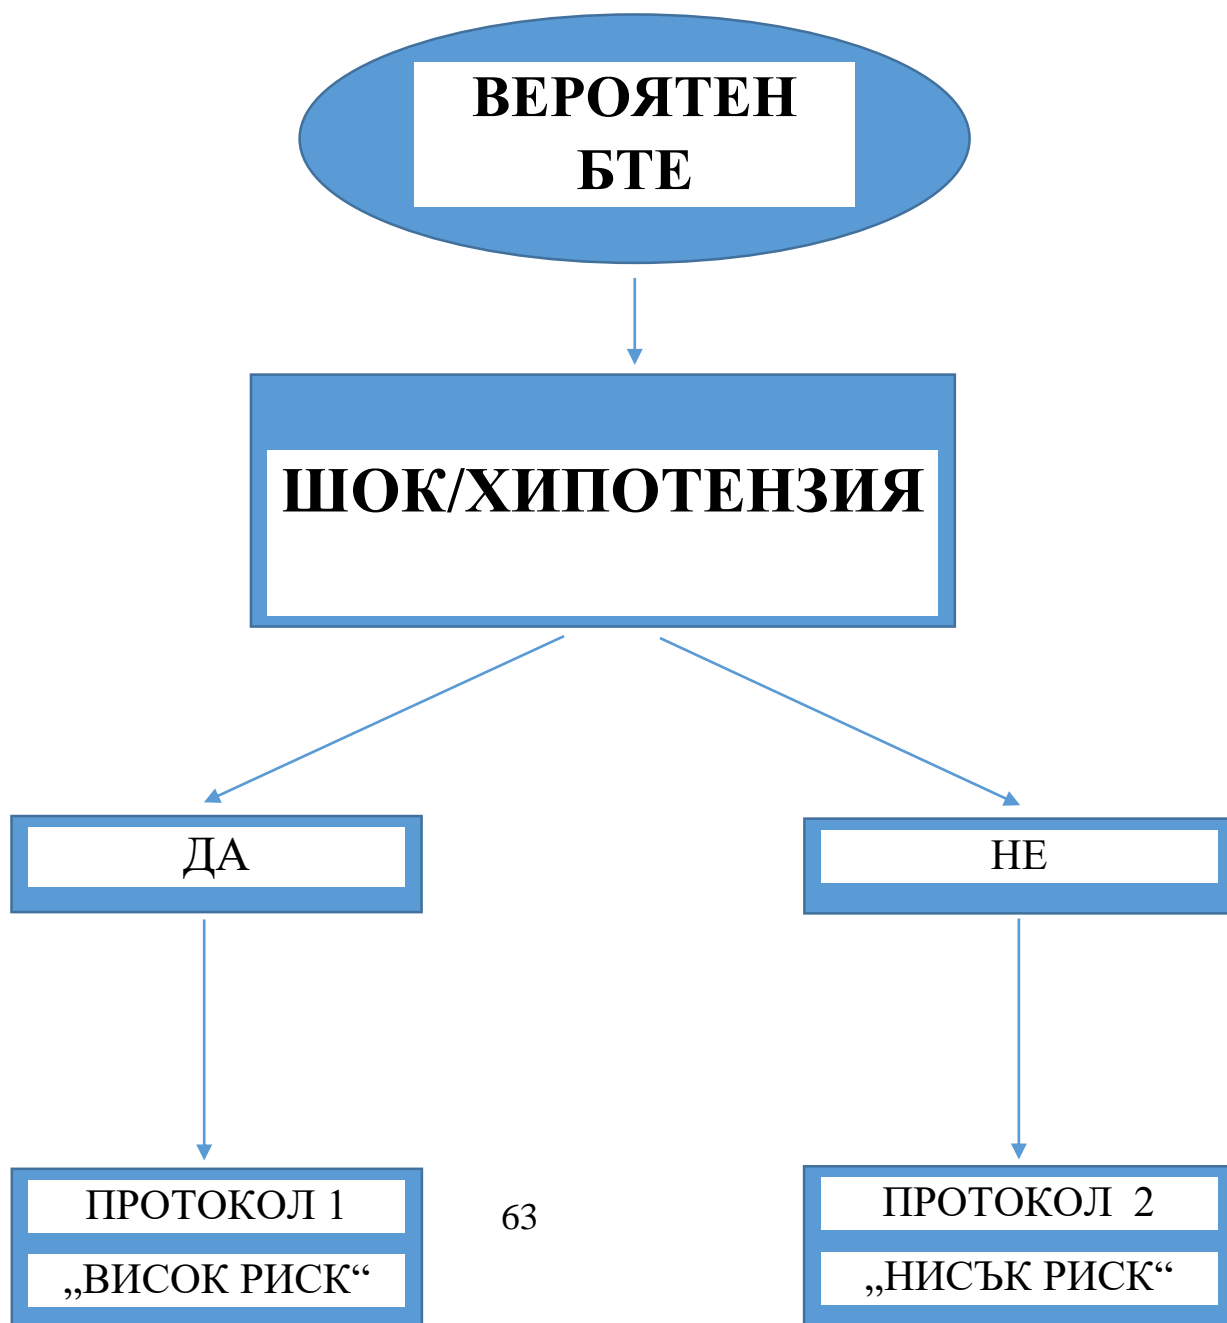 ВЕРОЯТЕН
БТЕ
ШОК/ХИПОТЕНЗИЯ
ДА
НЕ
ПРОТОКОЛ 1
„ВИСОК РИСК“
63
ПРОТОКОЛ  2
„НИСЪК РИСК“